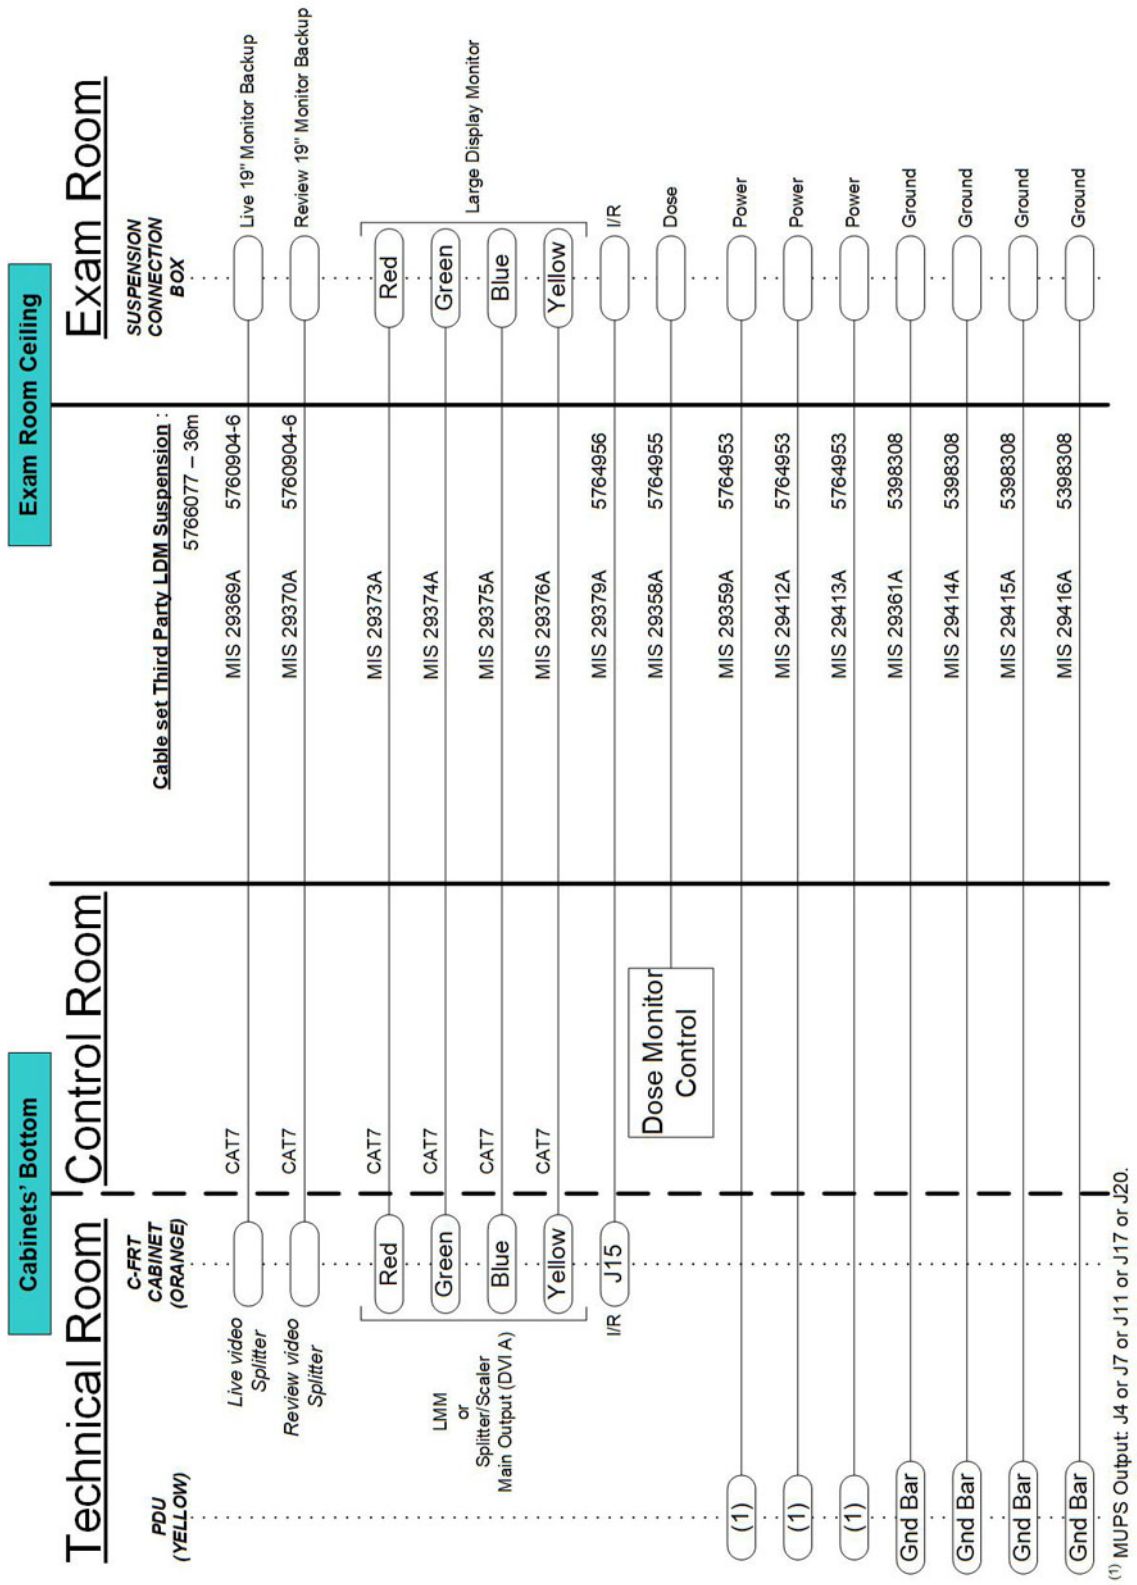 Cabinets' Bottom
Exam Room Ceiling
Technical Room
Control Room
Exam Room
PDU
(YELLOW)
C-FRT
CABINET
(ORANGE)
Cable set Third Party LDM Suspension :
5766077 – 36m
SUSPENSION
CONNECTION
BOX
Live video
Splitter
CAT7
MIS 29369A
5760904-6
Live 19" Monitor Backup
Review video
Splitter
CAT7
MIS 29370A
5760904-6
Review 19" Monitor Backup
LMM
or
Splitter/Scaler
Main Output (DVI A)
Red
CAT7
MIS 29373A
Red
Green
CAT7
MIS 29374A
Green
Blue
CAT7
MIS 29375A
Blue
Yellow
CAT7
MIS 29376A
Yellow
Large Display Monitor
I/R
J15
MIS 29379A
5764956
I/R
Dose Monitor
Control
MIS 29358A
5764955
Dose
(1)
MIS 29359A
5764953
Power
(1)
MIS 29412A
5764953
Power
(1)
MIS 29413A
5764953
Power
Gnd Bar
MIS 29361A
5398308
Ground
Gnd Bar
MIS 29414A
5398308
Ground
Gnd Bar
MIS 29415A
5398308
Ground
Gnd Bar
MIS 29416A
5398308
Ground
(1) MUPS Output: J4 or J7 or J11 or J17 or J20.